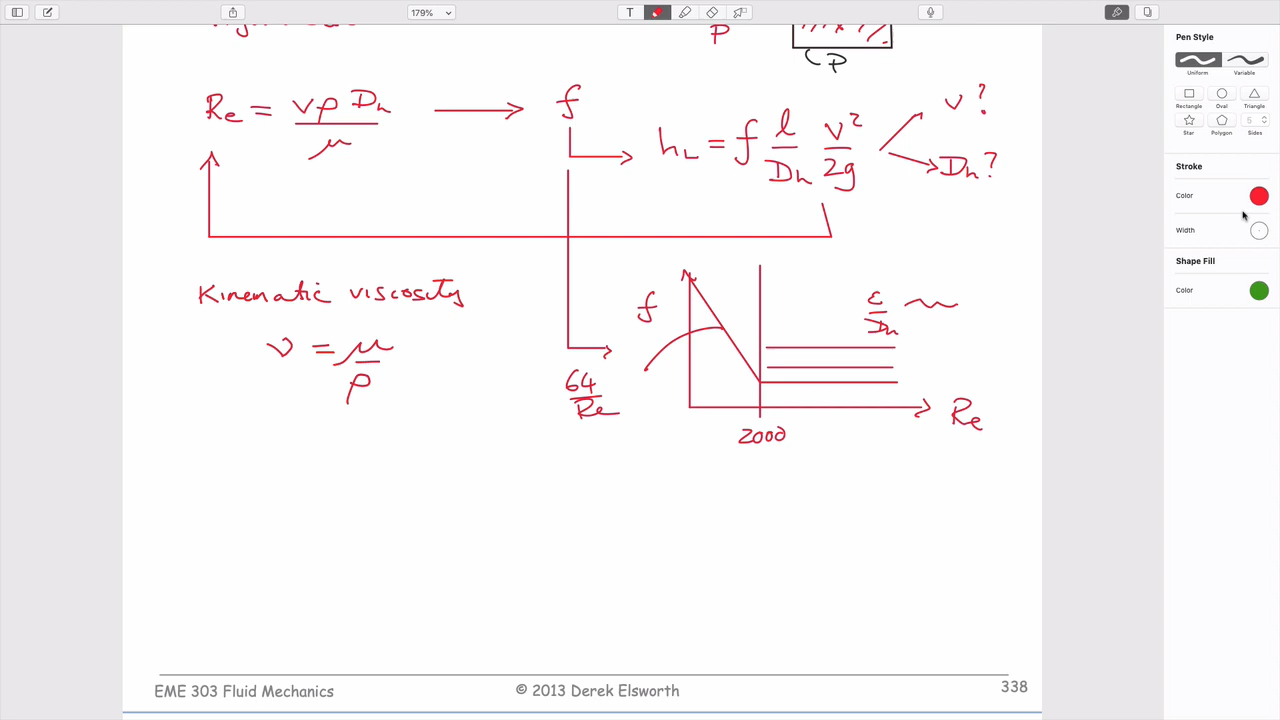 179%
T
P
P
Re = vρDh / μ → f
hL = f l/Dh v²/2g
v?
Dh?
Kinematic viscosity
ν = μ/ρ
64/Re
f
ε/Dh
Re
2000
EME 303 Fluid Mechanics
© 2013 Derek Elsworth
338
Pen Style
Uniform
Variable
Rectangle
Oval
Triangle
Star
Polygon
5
Sides
Stroke
Color
Width
Shape Fill
Color